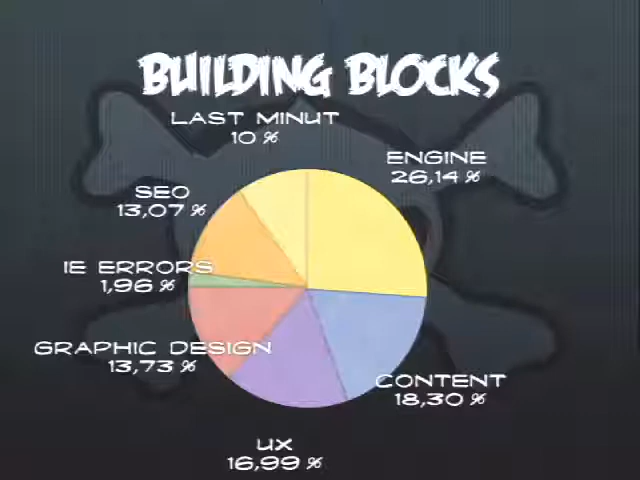 BUILDING BLOCKS
LAST MINUT
10 %
ENGINE
26,14 %
SEO
13,07 %
IE ERRORS
1,96 %
GRAPHIC DESIGN
13,73 %
CONTENT
18,30 %
UX
16,99 %